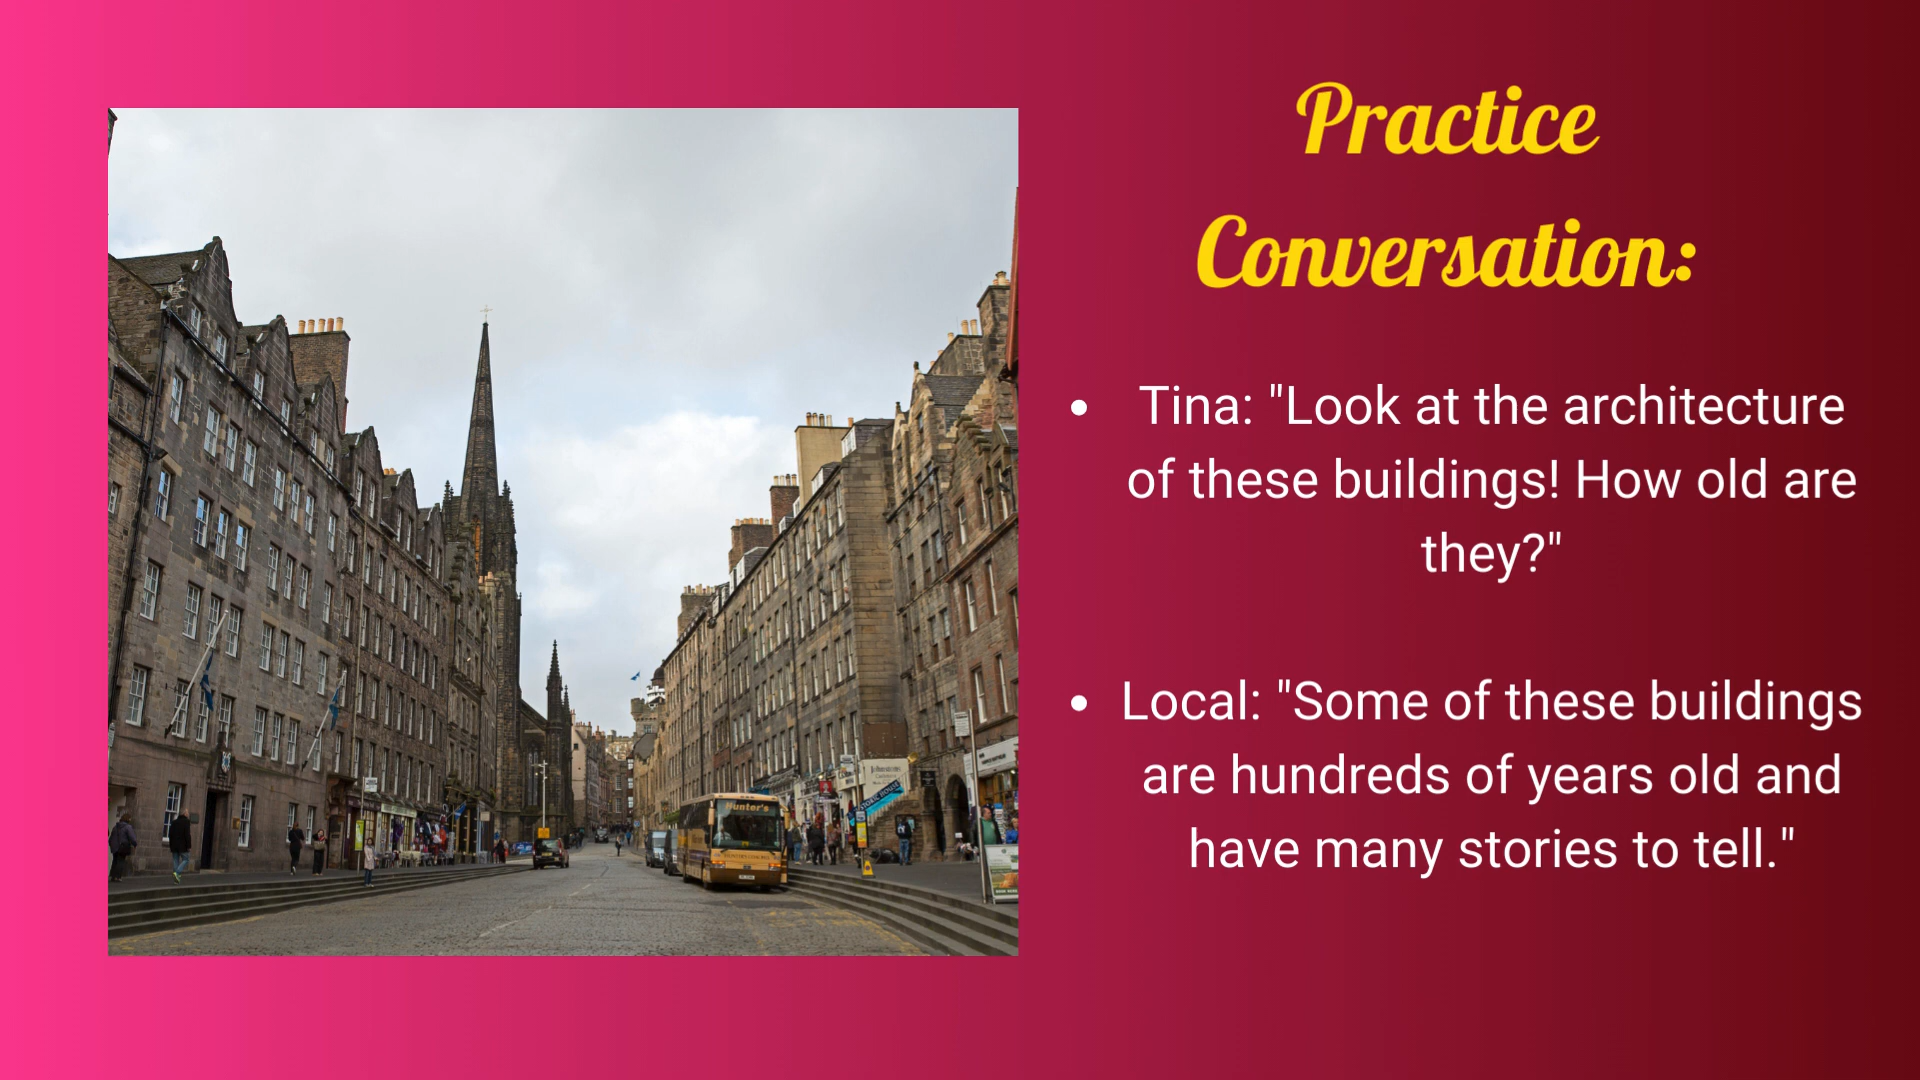 Practice
Conversation:
• Tina: "Look at the architecture
of these buildings! How old are
they?"
• Local: "Some of these buildings
are hundreds of years old and
have many stories to tell."
Hunter's